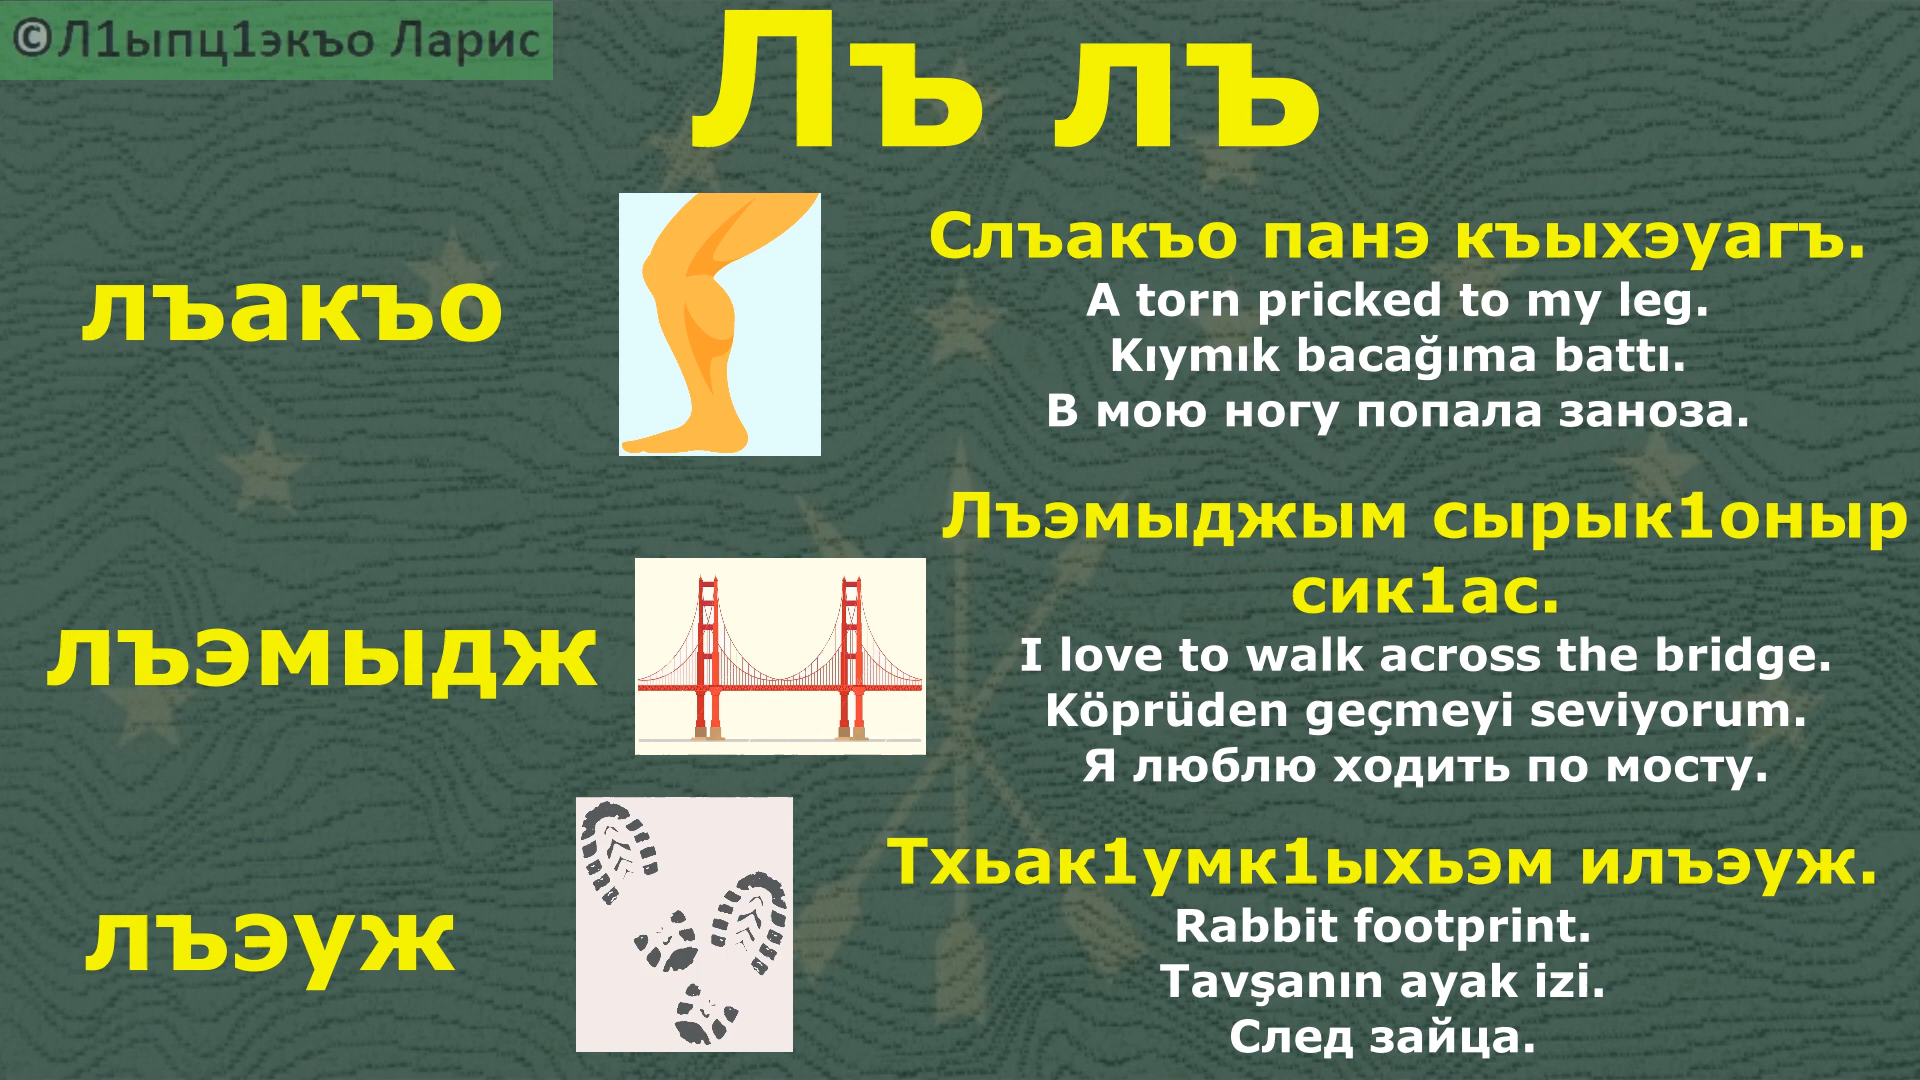 ©Л1ыпц1экъо Ларис
Лъ лъ
лъакъо
Слъакъо панэ къыхэуагъ.
A torn pricked to my leg.
Kıymık bacağıma battı.
В мою ногу попала заноза.
лъэмыдж
Лъэмыджым сырык1оныр
сик1ас.
I love to walk across the bridge.
Köprüden geçmeyi seviyorum.
Я люблю ходить по мосту.
лъэуж
Тхьак1умк1ыхьэм илъэуж.
Rabbit footprint.
Tavşanın ayak izi.
След зайца.